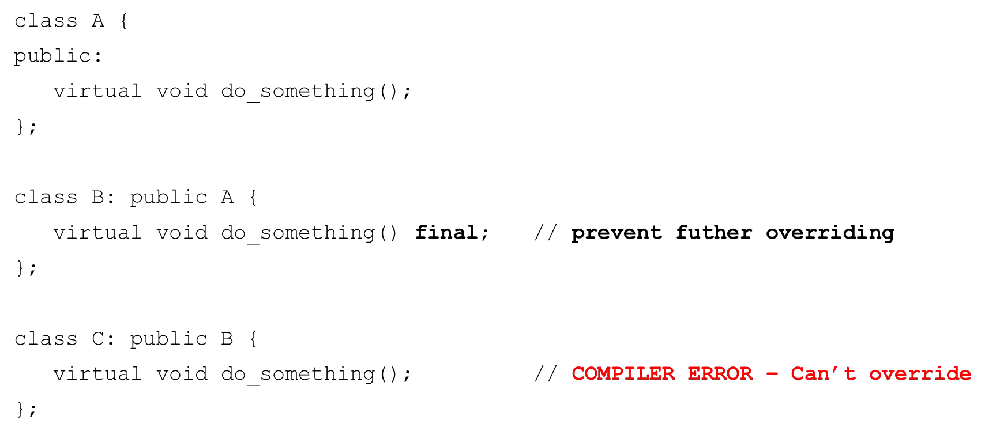 class A {
public:
   virtual void do_something();
};

class B: public A {
   virtual void do_something() final;   // prevent futher overriding
};

class C: public B {
   virtual void do_something();         // COMPILER ERROR – Can’t override
};